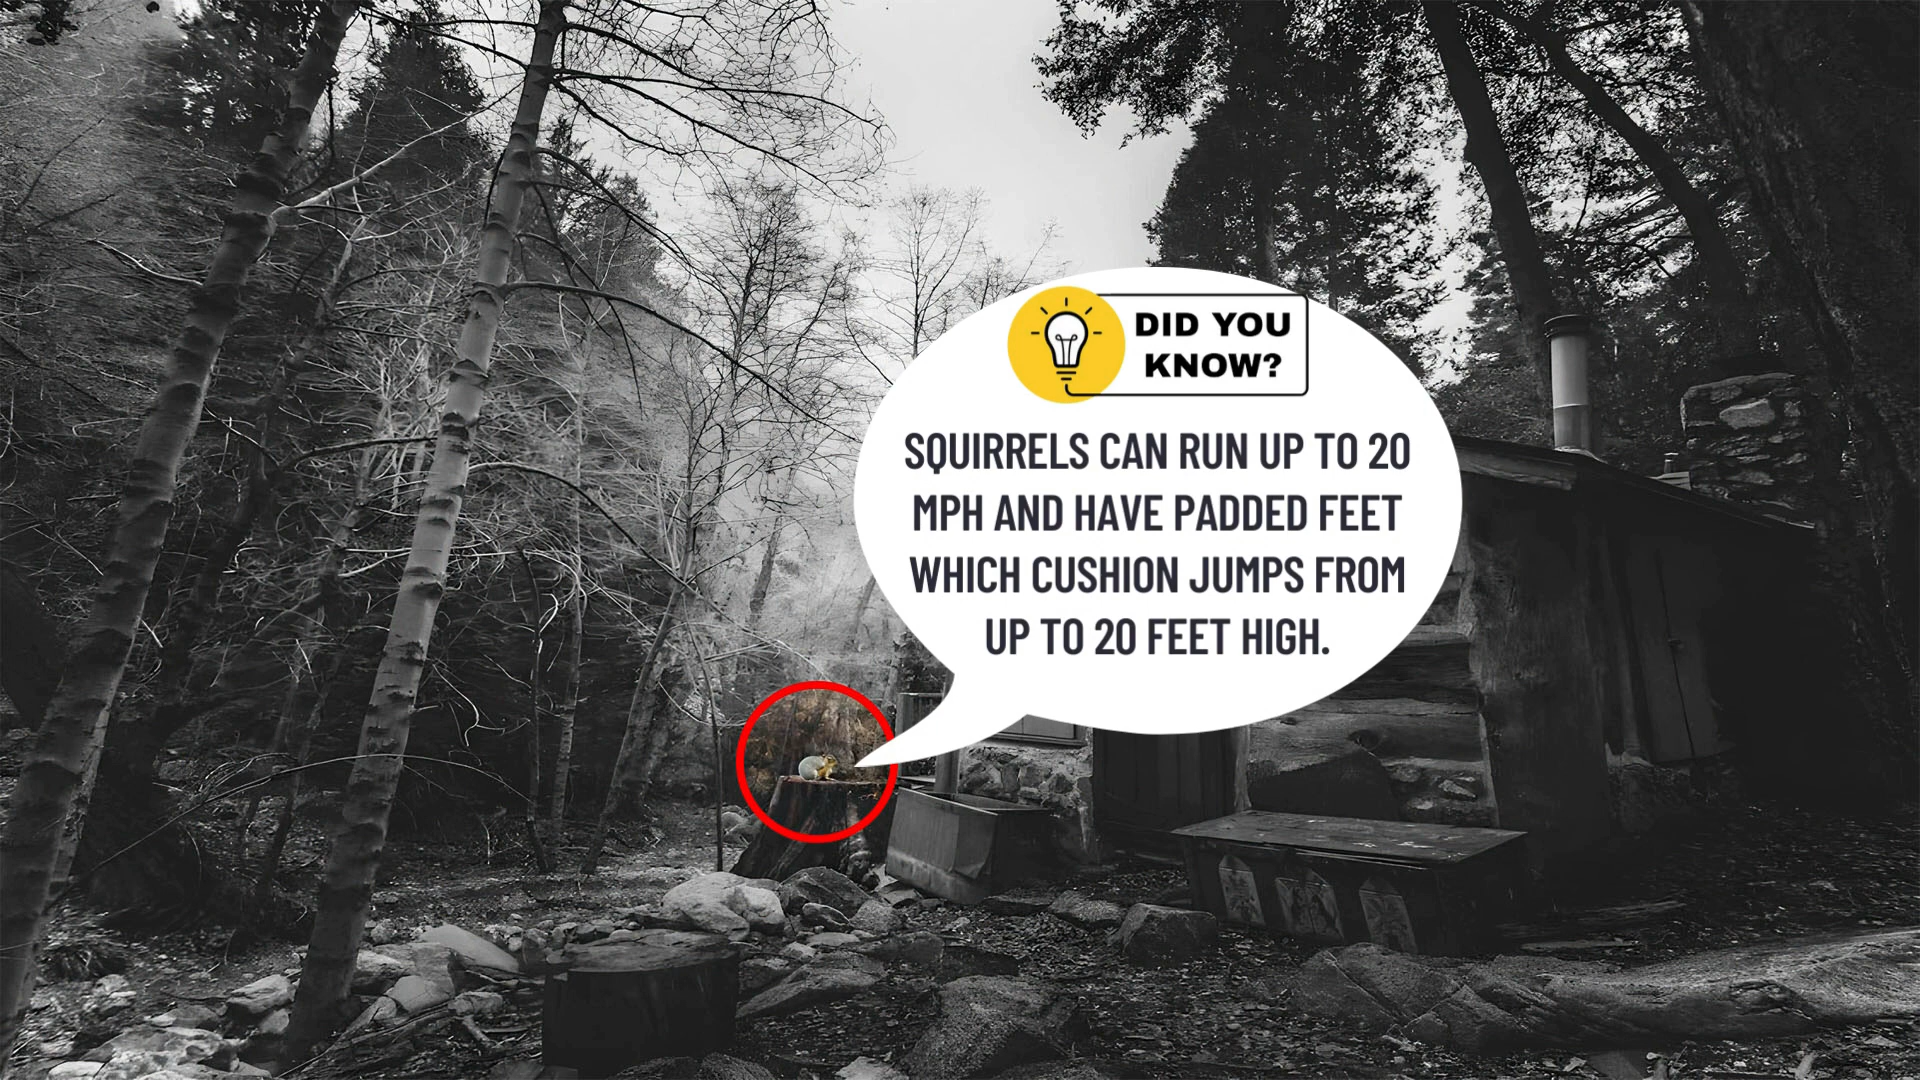 DID YOU
KNOW?
SQUIRRELS CAN RUN UP TO 20
MPH AND HAVE PADDED FEET
WHICH CUSHION JUMPS FROM
UP TO 20 FEET HIGH.